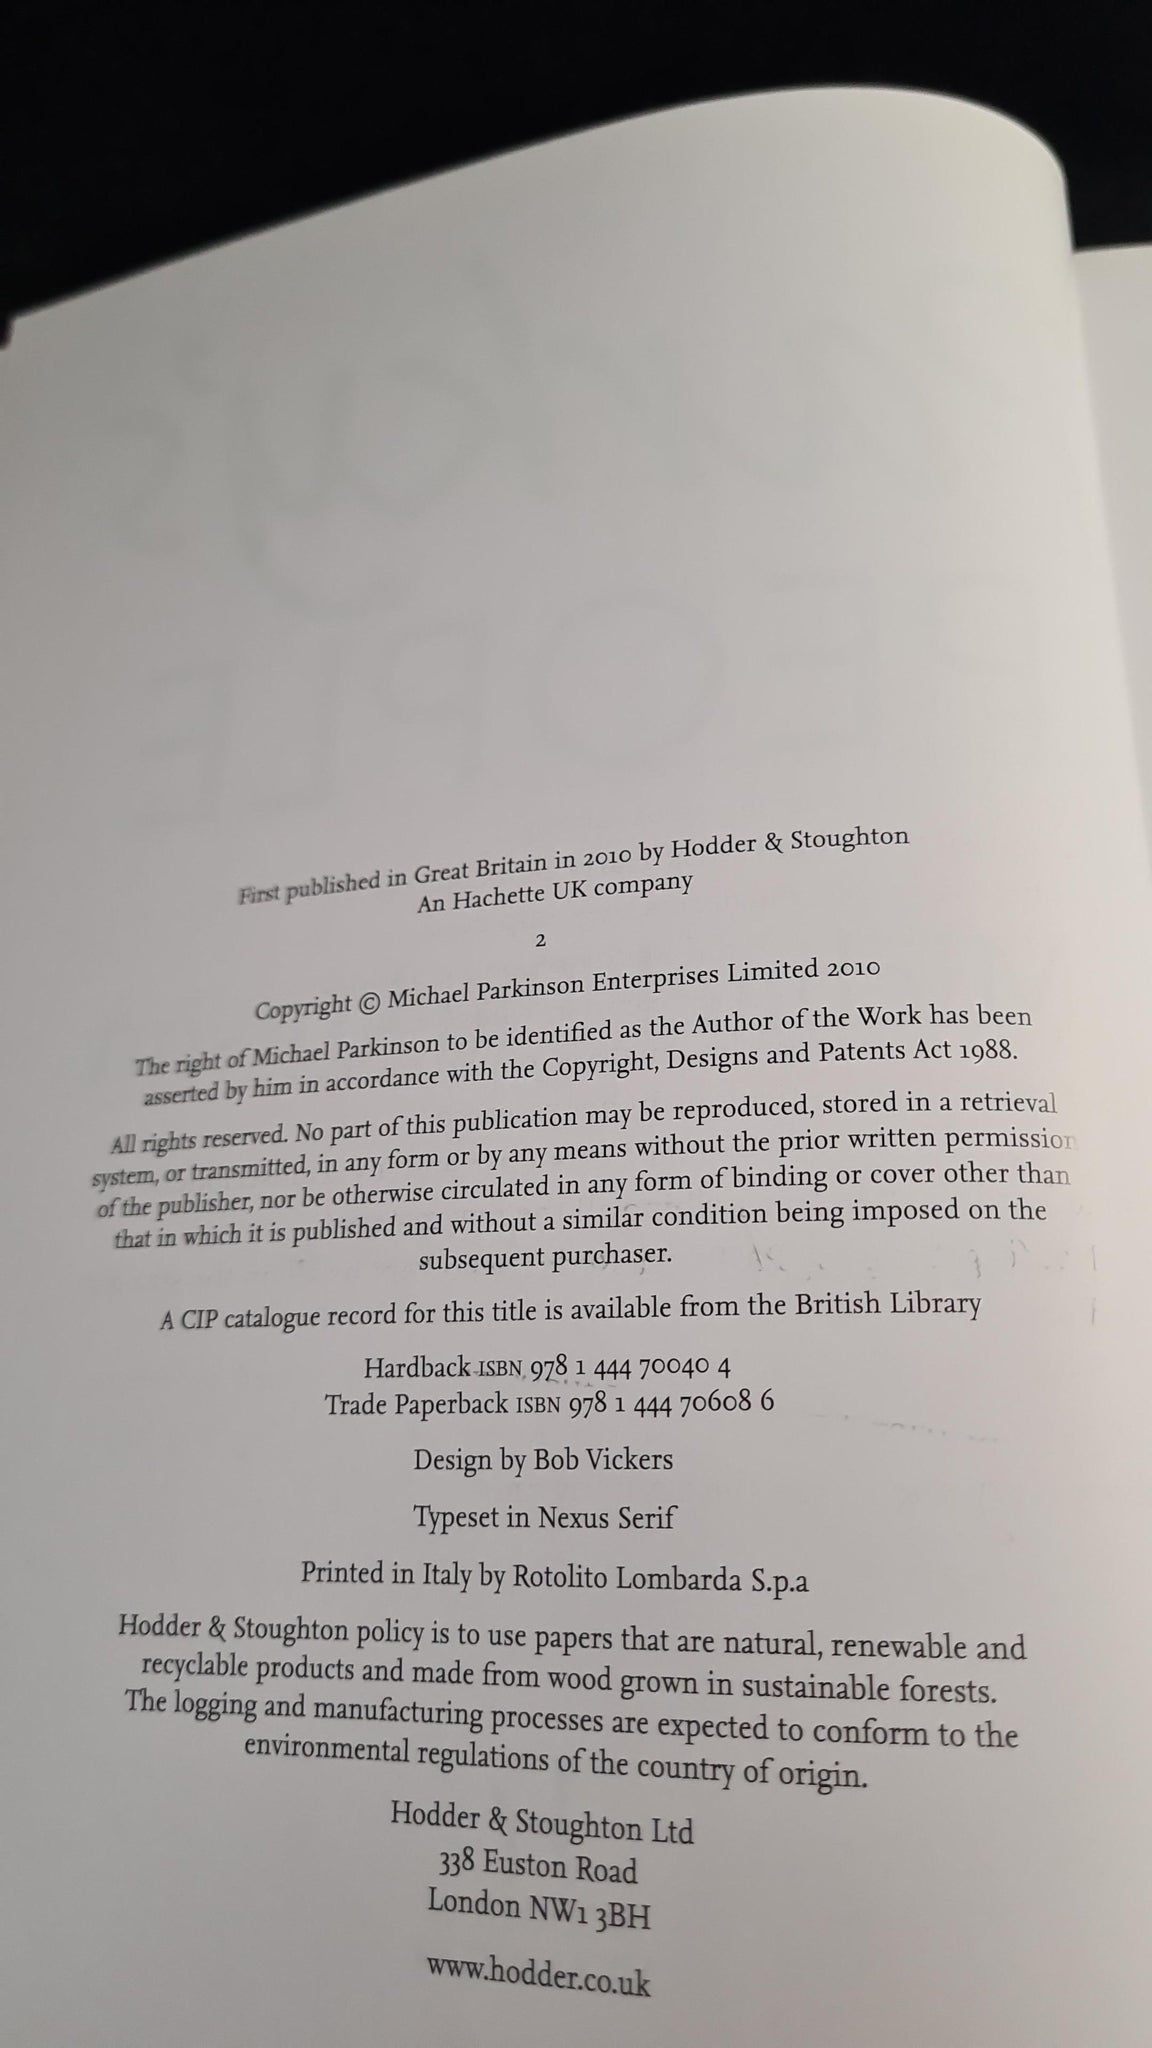 First published in Great Britain in 2010 by Hodder & Stoughton
An Hachette UK company
2
Copyright © Michael Parkinson Enterprises Limited 2010
The right of Michael Parkinson to be identified as the Author of the Work has been
asserted by him in accordance with the Copyright, Designs and Patents Act 1988.
All rights reserved. No part of this publication may be reproduced, stored in a retrieval
system, or transmitted, in any form or by any means without the prior written permission
of the publisher, nor be otherwise circulated in any form of binding or cover other than
that in which it is published and without a similar condition being imposed on the
subsequent purchaser.
A CIP catalogue record for this title is available from the British Library
Hardback ISBN 978 1 444 70040 4
Trade Paperback ISBN 978 1 444 70608 6
Design by Bob Vickers
Typeset in Nexus Serif
Printed in Italy by Rotolito Lombarda S.p.a
Hodder & Stoughton policy is to use papers that are natural, renewable and
recyclable products and made from wood grown in sustainable forests.
The logging and manufacturing processes are expected to conform to the
environmental regulations of the country of origin.
Hodder & Stoughton Ltd
338 Euston Road
London NW1 3BH
www.hodder.co.uk